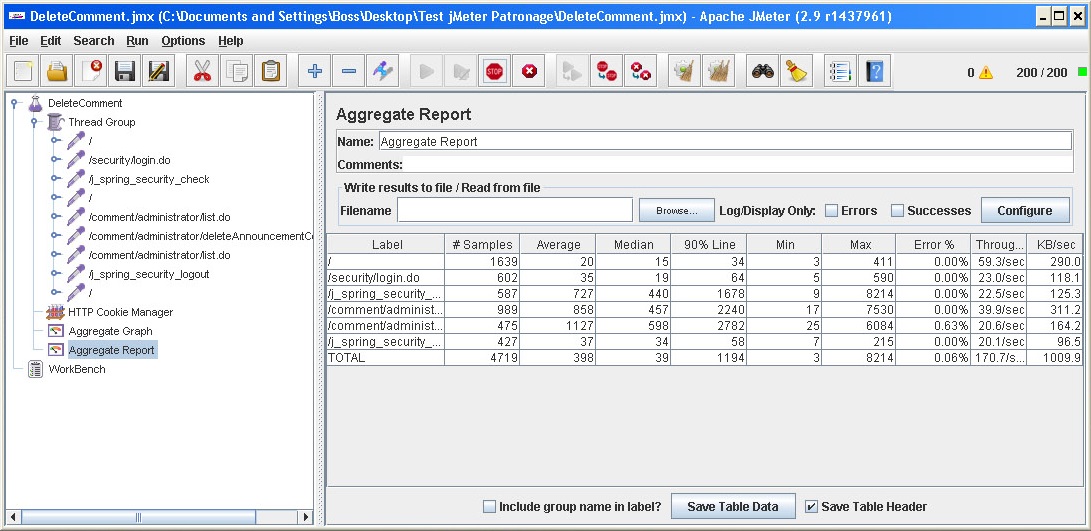 DeleteComment.jmx (C:\Documents and Settings\Boss\Desktop\Test jMeter Patronage\DeleteComment.jmx) - Apache JMeter (2.9 r1437961)
File Edit Search Run Options Help
STOP
0 200 / 200
DeleteComment
Thread Group
/
/security/login.do
/j_spring_security_check
/
/comment/administrator/list.do
/comment/administrator/deleteAnnouncementCo
/comment/administrator/list.do
/j_spring_security_logout
/
HTTP Cookie Manager
Aggregate Graph
Aggregate Report
WorkBench
Aggregate Report
Name: Aggregate Report
Comments:
Write results to file / Read from file
Filename Browse... Log/Display Only: Errors Successes Configure
Label # Samples Average Median 90% Line Min Max Error % Throug... KB/sec
/ 1639 20 15 34 3 411 0.00% 59.3/sec 290.0
/security/login.do 602 35 19 64 5 590 0.00% 23.0/sec 118.1
/j_spring_security_... 587 727 440 1678 9 8214 0.00% 22.5/sec 125.3
/comment/administ... 989 858 457 2240 17 7530 0.00% 39.9/sec 311.2
/comment/administ... 475 1127 598 2782 25 6084 0.63% 20.6/sec 164.2
/j_spring_security_... 427 37 34 58 7 215 0.00% 20.1/sec 96.5
TOTAL 4719 398 39 1194 3 8214 0.06% 170.7/s... 1009.9
Include group name in label? Save Table Data Save Table Header